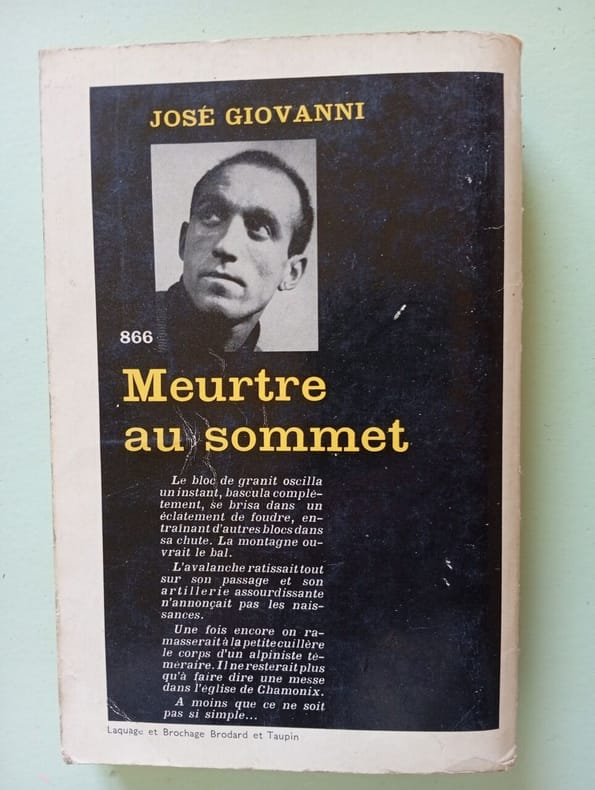 JOSÉ GIOVANNI
866
Meurtre
au sommet
Le bloc de granit oscilla
un instant, bascula complè-
tement, se brisa dans un
éclatement de foudre, en-
traînant d'autres blocs dans
sa chute. La montagne ou-
vrait le bal.
L'avalanche ratissait tout
sur son passage et son
artillerie assourdissante
n'annonçait pas les nais-
sances.
Une fois encore on ra-
masserait à la petite cuillère
le corps d'un alpiniste té-
méraire. Il ne resterait plus
qu'à faire dire une messe
dans l'église de Chamonix.
A moins que ce ne soit
pas si simple...
Laquage et Brochage Brodard et Taupin